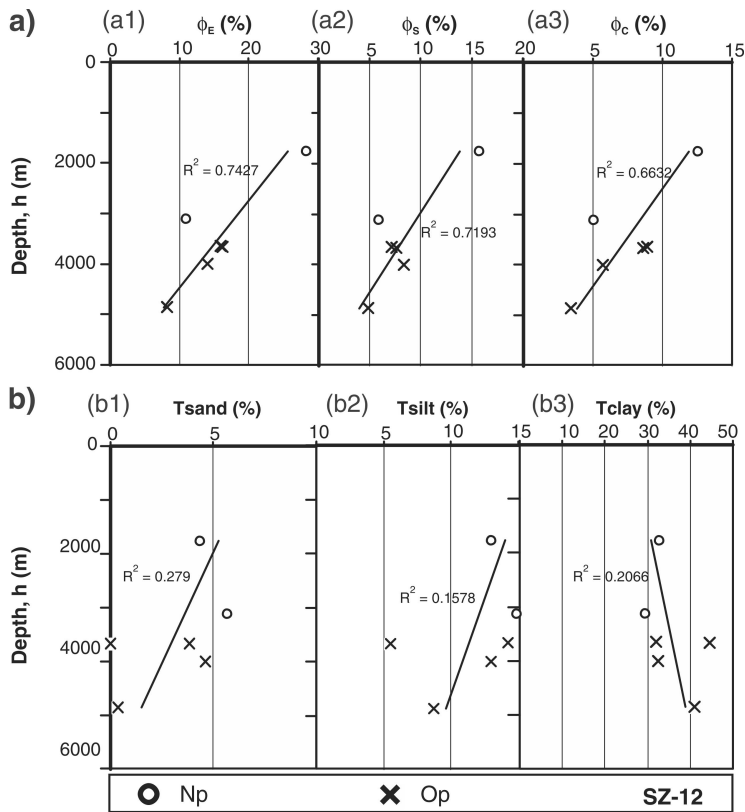 a) (a1) ϕE (%) (a2) ϕS (%) (a3) ϕC (%)
0 10 20 30 5 10 20 5 15
0
2000
4000
6000
Depth, h (m)
R² = 0.7427
R² = 0.7193
R² = 0.6632
b) (b1) Tsand (%) (b2) Tsilt (%) (b3) Tclay (%)
0 5 10 10 15 10 20 30 40 50
0
2000
4000
6000
Depth, h (m)
R² = 0.279
R² = 0.1578
R² = 0.2066
Np Op SZ-12